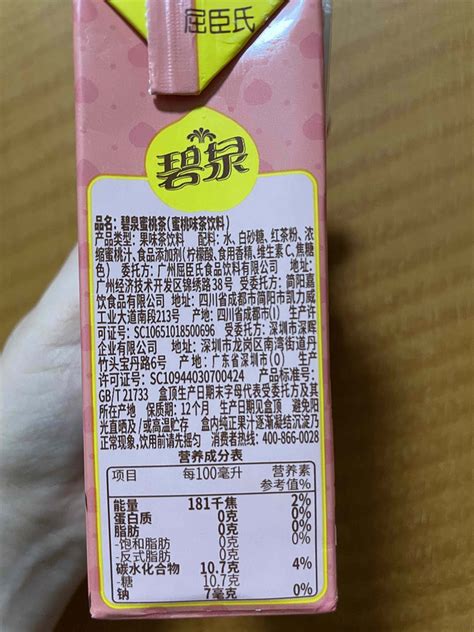 屈臣氏
碧泉
品名：碧泉蜜桃茶（蜜桃味茶饮料）
产品类型：果味茶饮料 配料：水、白砂糖、红茶粉、浓
缩蜜桃汁、食品添加剂（柠檬酸、食用香精、维生素C、焦糖
色） 委托方：广州屈臣氏食品饮料有限公司 地址：
广州经济技术开发区锦绣路38号 受委托方：简阳嘉
饮食品有限公司 地址：四川省成都市简阳市凯力威
工业大道南段213号 产地：四川省成都市(I) 生产许
可证号：SC10651018500696 受委托方：深圳市深晖
企业有限公司 地址：深圳市龙岗区南湾街道丹
竹头宝丹路6号 产地：广东省深圳市(O) 生产
许可证号：SC10944030700424 产品标准号：
GB/T 21733 盒顶生产日期末字母代表受委托方及其
所在地 保质期：12个月 生产日期见盒顶 避免阳
光直晒及/或高温贮存 盒内纯正果汁逐渐凝结沉淀乃
正常现象，饮用前请先摇匀 消费者热线：400-866-0028
营养成分表
项目 每100毫升 营养素参考值%
能量 181千焦 2%
蛋白质 0克 0%
脂肪 0克 0%
-饱和脂肪 0克 0%
-反式脂肪 0克
碳水化合物 10.7克 4%
-糖 10.7克
钠 7毫克 0%